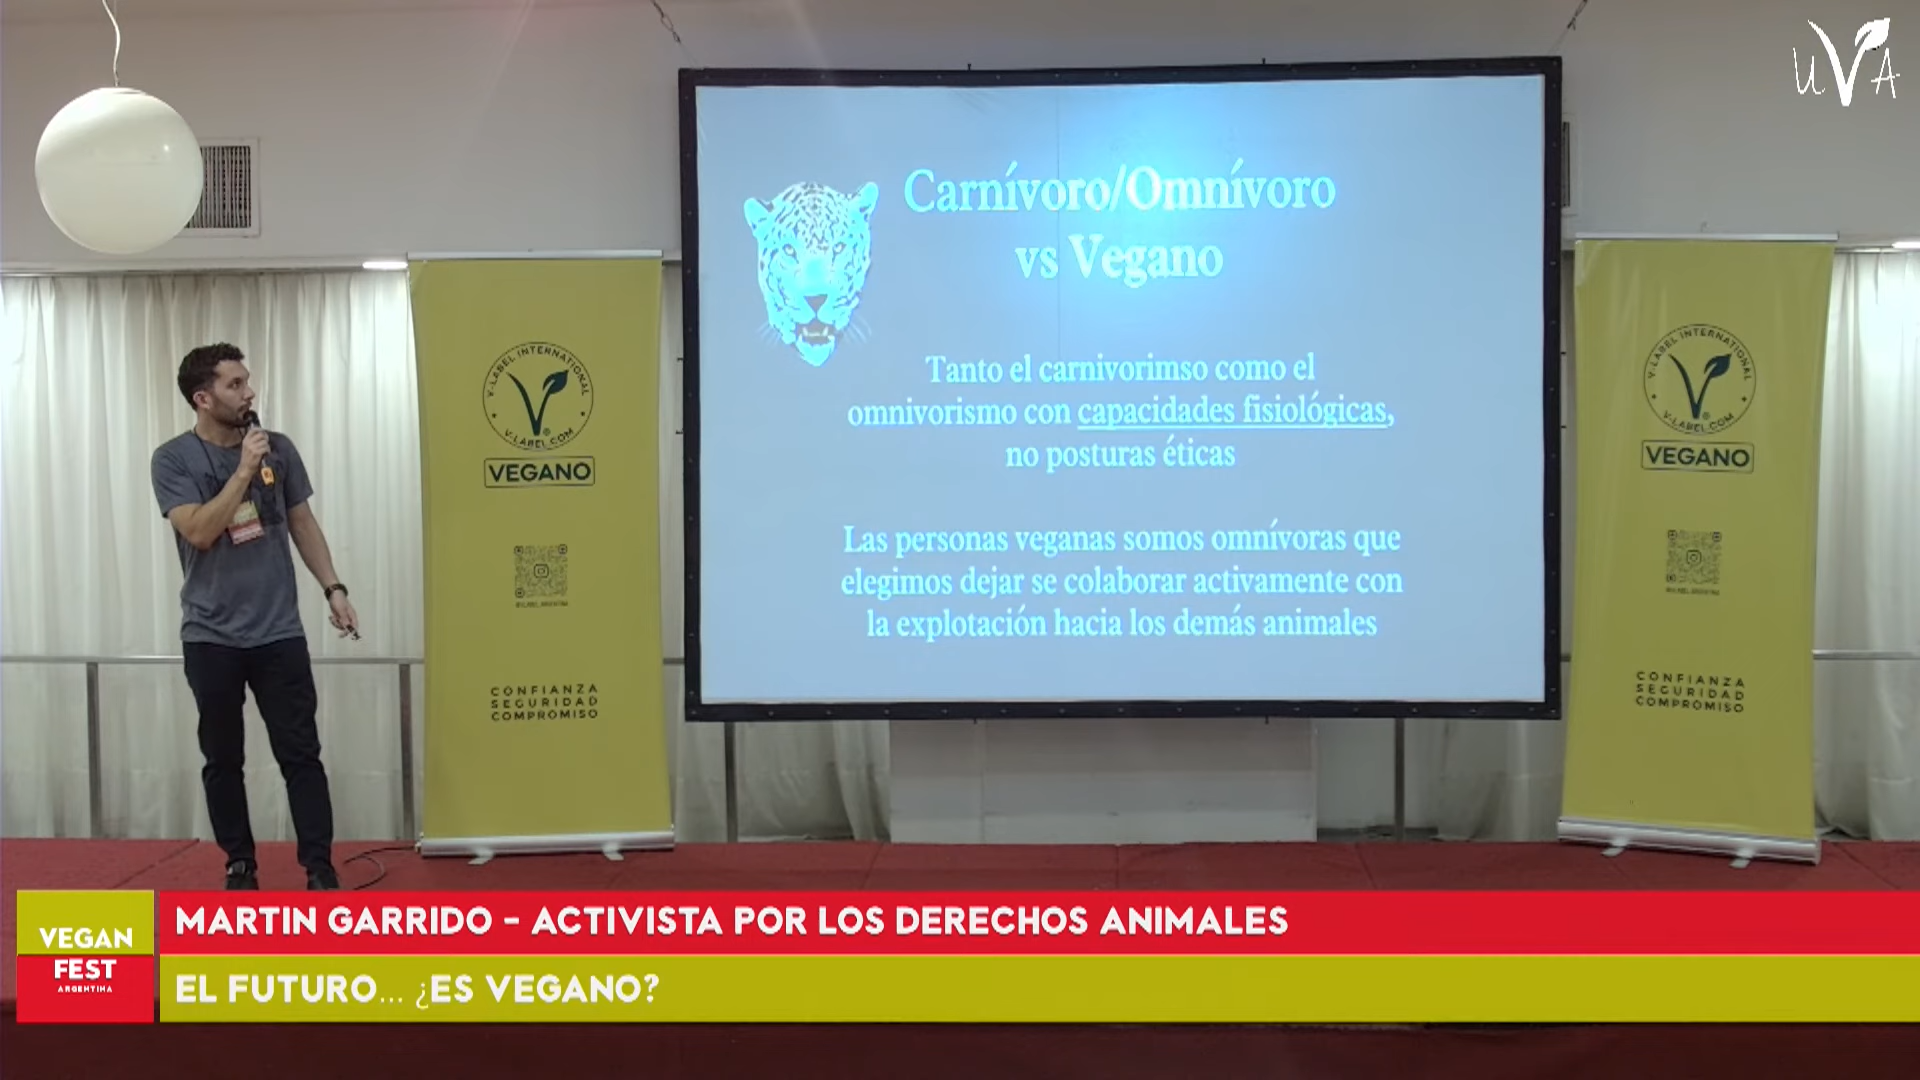 UVA
Carnívoro/Omnívoro
vs Vegano
Tanto el carnivorimso como el
omnivorismo con capacidades fisiológicas,
no posturas éticas
Las personas veganas somos omnívoras que
elegimos dejar se colaborar activamente con
la explotación hacia los demás animales
V-LABEL INTERNATIONAL
V-LABEL.COM
VEGANO
CONFIANZA
SEGURIDAD
COMPROMISO
V-LABEL INTERNATIONAL
V-LABEL.COM
VEGANO
CONFIANZA
SEGURIDAD
COMPROMISO
VEGAN
FEST
ARGENTINA
MARTIN GARRIDO - ACTIVISTA POR LOS DERECHOS ANIMALES
EL FUTURO... ¿ES VEGANO?